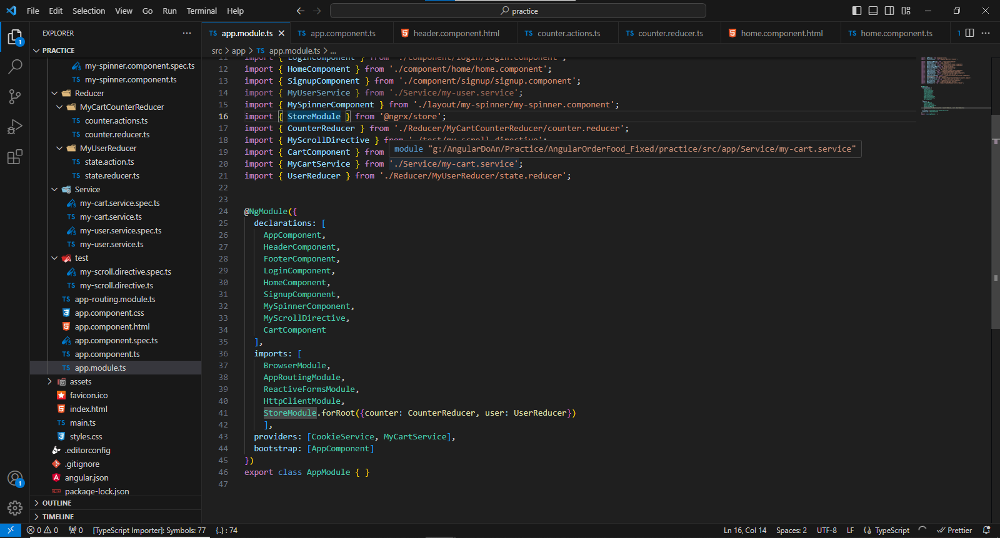 File Edit Selection View Go Run Terminal Help
practice
EXPLORER
PRACTICE
my-spinner.component.spec.ts
my-spinner.component.ts
Reducer
MyCartCounterReducer
counter.actions.ts
counter.reducer.ts
MyUserReducer
state.action.ts
state.reducer.ts
Service
my-cart.service.spec.ts
my-cart.service.ts
my-user.service.spec.ts
my-user.service.ts
test
my-scroll.directive.spec.ts
my-scroll.directive.ts
app-routing.module.ts
app.component.css
app.component.html
app.component.spec.ts
app.component.ts
app.module.ts
assets
favicon.ico
index.html
main.ts
styles.css
.editorconfig
.gitignore
angular.json
package-lock.json
OUTLINE
TIMELINE
TS app.module.ts TS app.component.ts header.component.html TS counter.actions.ts TS counter.reducer.ts home.component.html TS home.component.ts
src > app > TS app.module.ts > ...
11 import { LoginComponent } from './component/login/login.component';
12 import { HomeComponent } from './component/home/home.component';
13 import { SignupComponent } from './component/signup/signup.component';
14 import { MyUserService } from './Service/my-user.service';
15 import { MySpinnerComponent } from './layout/my-spinner/my-spinner.component';
16 import { StoreModule } from '@ngrx/store';
17 import { CounterReducer } from './Reducer/MyCartCounterReducer/counter.reducer';
18 import { MyScrollDirective } from './test/my-scroll.directive';
module "g:/AngularDoAn/Practice/AngularOrderFood_Fixed/practice/src/app/Service/my-cart.service"
19 import { CartComponent } from
20 import { MyCartService } from './Service/my-cart.service';
21 import { UserReducer } from './Reducer/MyUserReducer/state.reducer';
22
23
24 @NgModule({
25 declarations: [
26 AppComponent,
27 HeaderComponent,
28 FooterComponent,
29 LoginComponent,
30 HomeComponent,
31 SignupComponent,
32 MySpinnerComponent,
33 MyScrollDirective,
34 CartComponent
35 ],
36 imports: [
37 BrowserModule,
38 AppRoutingModule,
39 ReactiveFormsModule,
40 HttpClientModule,
41 StoreModule.forRoot({counter: CounterReducer, user: UserReducer})
42 ],
43 providers: [CookieService, MyCartService],
44 bootstrap: [AppComponent]
45 })
46 export class AppModule { }
47
0 0 0 [TypeScript Importer]: Symbols: 77 {..} : 74 Ln 16, Col 14 Spaces: 2 UTF-8 LF {} TypeScript Prettier